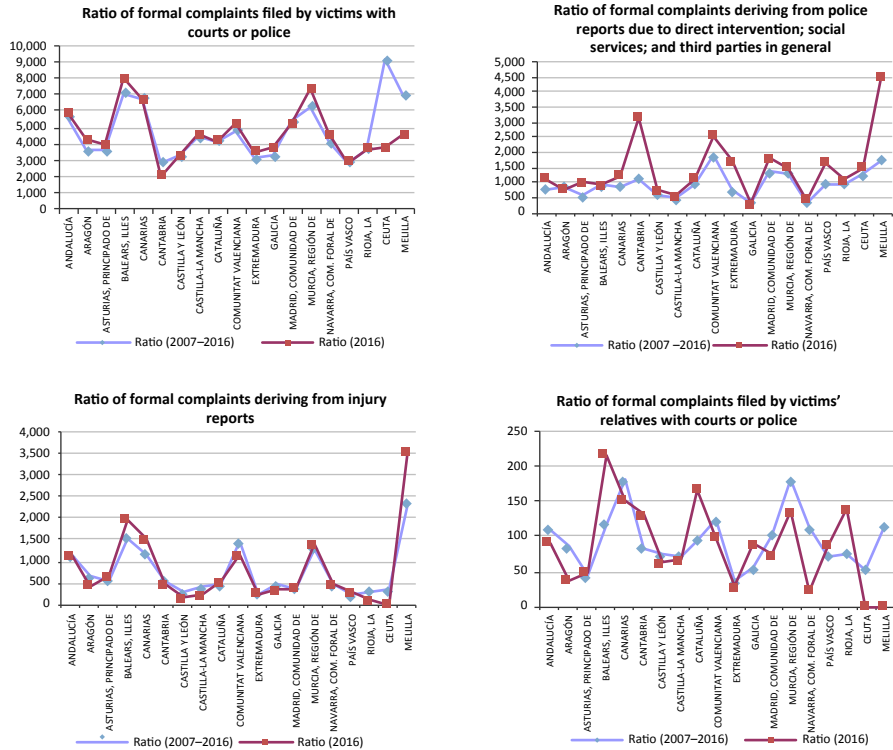 Ratio of formal complaints filed by victims with
courts or police
10,000
9,000
8,000
7,000
6,000
5,000
4,000
3,000
2,000
1,000
0
ANDALUCÍA
ARAGÓN
ASTURIAS, PRINCIPADO DE
BALEARS, ILLES
CANARIAS
CANTABRIA
CASTILLA Y LEÓN
CASTILLA-LA MANCHA
CATALUÑA
COMUNITAT VALENCIANA
EXTREMADURA
GALICIA
MADRID, COMUNIDAD DE
MURCIA, REGIÓN DE
NAVARRA, COM. FORAL DE
PAÍS VASCO
RIOJA, LA
CEUTA
MELILLA
Ratio (2007–2016) Ratio (2016)
Ratio of formal complaints deriving from police
reports due to direct intervention; social
services; and third parties in general
5,000
4,500
4,000
3,500
3,000
2,500
2,000
1,500
1,000
500
0
ANDALUCÍA
ARAGÓN
ASTURIAS, PRINCIPADO DE
BALEARS, ILLES
CANARIAS
CANTABRIA
CASTILLA Y LEÓN
CASTILLA-LA MANCHA
CATALUÑA
COMUNITAT VALENCIANA
EXTREMADURA
GALICIA
MADRID, COMUNIDAD DE
MURCIA, REGIÓN DE
NAVARRA, COM. FORAL DE
PAÍS VASCO
RIOJA, LA
CEUTA
MELILLA
Ratio (2007–2016) Ratio (2016)
Ratio of formal complaints deriving from injury
reports
4,000
3,500
3,000
2,500
2,000
1,500
1,000
500
0
ANDALUCÍA
ARAGÓN
ASTURIAS, PRINCIPADO DE
BALEARS, ILLES
CANARIAS
CANTABRIA
CASTILLA Y LEÓN
CASTILLA-LA MANCHA
CATALUÑA
COMUNITAT VALENCIANA
EXTREMADURA
GALICIA
MADRID, COMUNIDAD DE
MURCIA, REGIÓN DE
NAVARRA, COM. FORAL DE
PAÍS VASCO
RIOJA, LA
CEUTA
MELILLA
Ratio (2007–2016) Ratio (2016)
Ratio of formal complaints filed by victims’
relatives with courts or police
250
200
150
100
50
0
ANDALUCÍA
ARAGÓN
ASTURIAS, PRINCIPADO DE
BALEARS, ILLES
CANARIAS
CANTABRIA
CASTILLA Y LEÓN
CASTILLA-LA MANCHA
CATALUÑA
COMUNITAT VALENCIANA
EXTREMADURA
GALICIA
MADRID, COMUNIDAD DE
MURCIA, REGIÓN DE
NAVARRA, COM. FORAL DE
PAÍS VASCO
RIOJA, LA
CEUTA
MELILLA
Ratio (2007–2016) Ratio (2016)